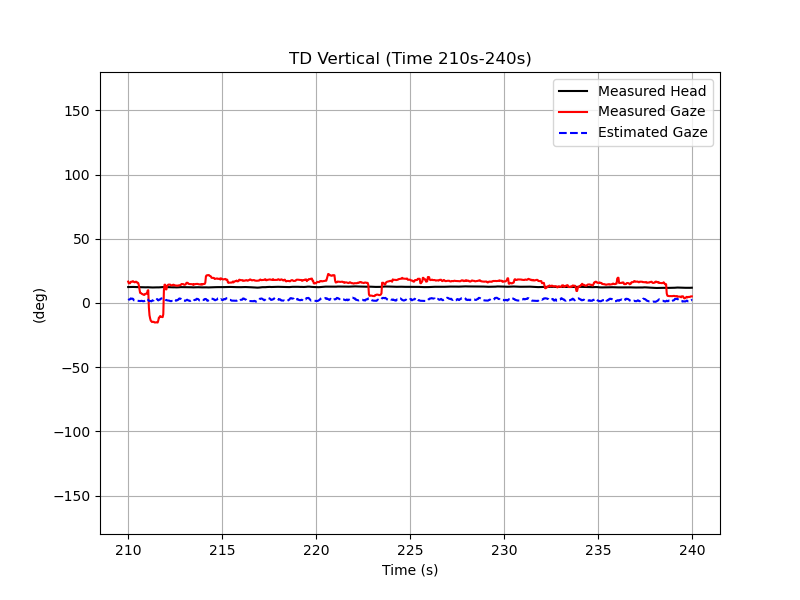 TD Vertical (Time 210s-240s)
Measured Head
Measured Gaze
Estimated Gaze
150
100
50
0
−50
−100
−150
(deg)
210 215 220 225 230 235 240
Time (s)